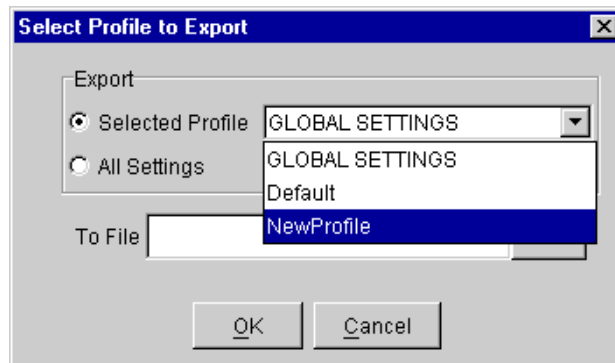 Select Profile to Export
Export
Selected Profile GLOBAL SETTINGS
All Settings GLOBAL SETTINGS
Default
To File NewProfile
OK Cancel